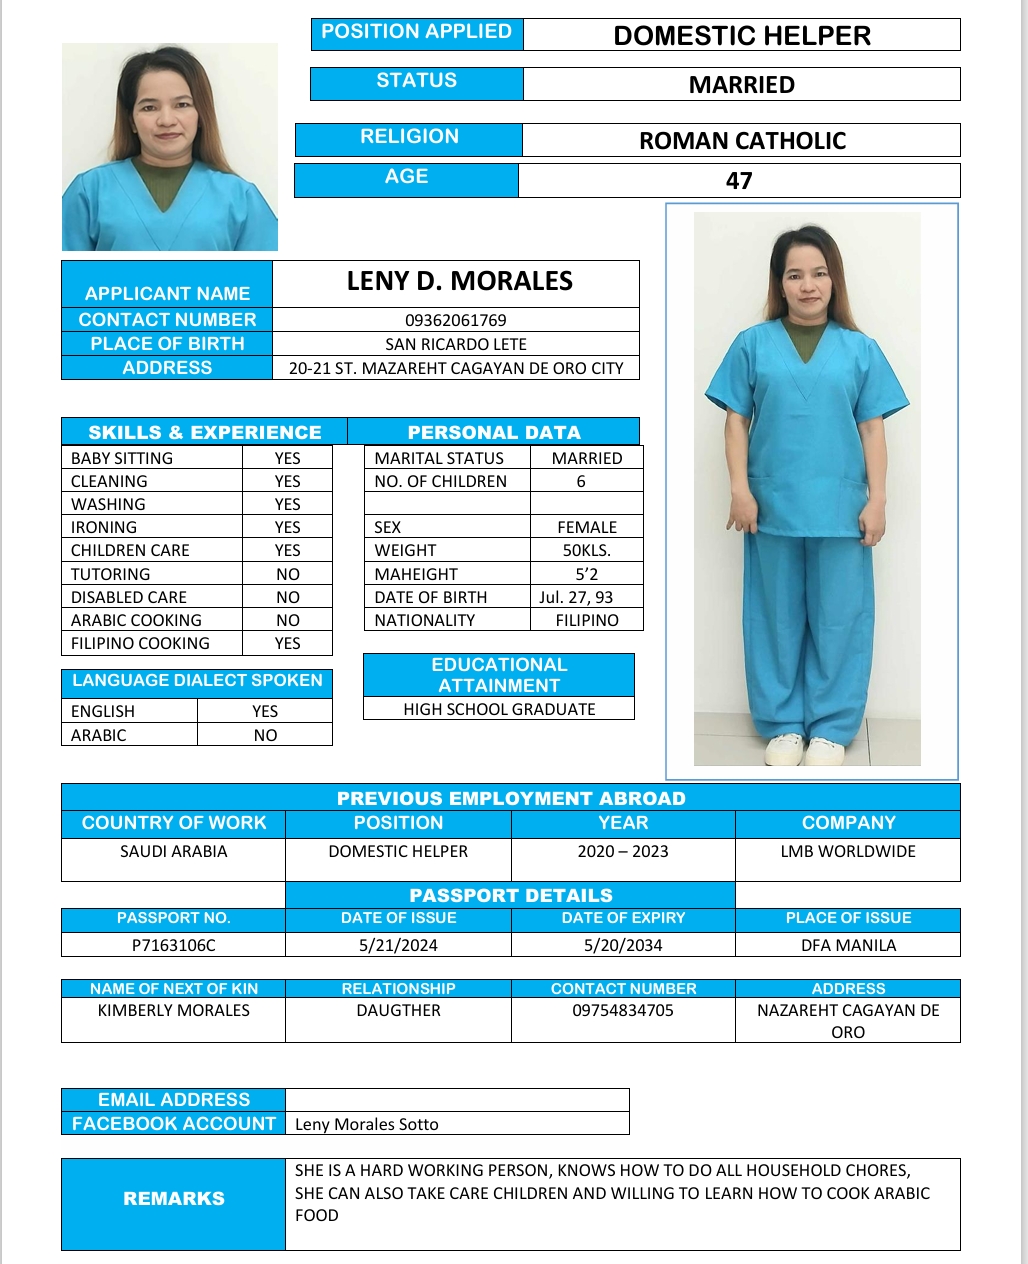 POSITION APPLIED DOMESTIC HELPER
STATUS MARRIED
RELIGION ROMAN CATHOLIC
AGE 47
APPLICANT NAME LENY D. MORALES
CONTACT NUMBER 09362061769
PLACE OF BIRTH SAN RICARDO LETE
ADDRESS 20-21 ST. MAZAREHT CAGAYAN DE ORO CITY
SKILLS & EXPERIENCE PERSONAL DATA
BABY SITTING YES MARITAL STATUS MARRIED
CLEANING YES NO. OF CHILDREN 6
WASHING YES
IRONING YES SEX FEMALE
CHILDREN CARE YES WEIGHT 50KLS.
TUTORING NO MAHEIGHT 5’2
DISABLED CARE NO DATE OF BIRTH Jul. 27, 93
ARABIC COOKING NO NATIONALITY FILIPINO
FILIPINO COOKING YES
LANGUAGE DIALECT SPOKEN
ENGLISH YES
ARABIC NO
EDUCATIONAL
ATTAINMENT
HIGH SCHOOL GRADUATE
PREVIOUS EMPLOYMENT ABROAD
COUNTRY OF WORK POSITION YEAR COMPANY
SAUDI ARABIA DOMESTIC HELPER 2020 – 2023 LMB WORLDWIDE
PASSPORT DETAILS
PASSPORT NO. DATE OF ISSUE DATE OF EXPIRY PLACE OF ISSUE
P7163106C 5/21/2024 5/20/2034 DFA MANILA
NAME OF NEXT OF KIN RELATIONSHIP CONTACT NUMBER ADDRESS
KIMBERLY MORALES DAUGTHER 09754834705 NAZAREHT CAGAYAN DE
ORO
EMAIL ADDRESS
FACEBOOK ACCOUNT Leny Morales Sotto
REMARKS
SHE IS A HARD WORKING PERSON, KNOWS HOW TO DO ALL HOUSEHOLD CHORES,
SHE CAN ALSO TAKE CARE CHILDREN AND WILLING TO LEARN HOW TO COOK ARABIC
FOOD